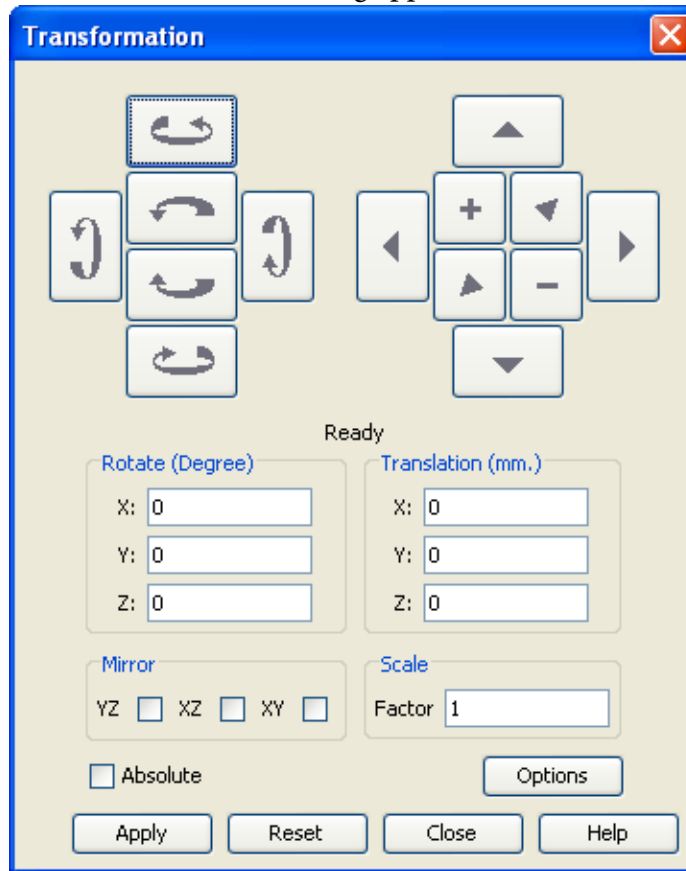 Transformation
Ready
Rotate (Degree)
X: 0
Y: 0
Z: 0
Translation (mm.)
X: 0
Y: 0
Z: 0
Mirror
YZ XZ XY
Scale
Factor 1
Absolute
Options
Apply Reset Close Help